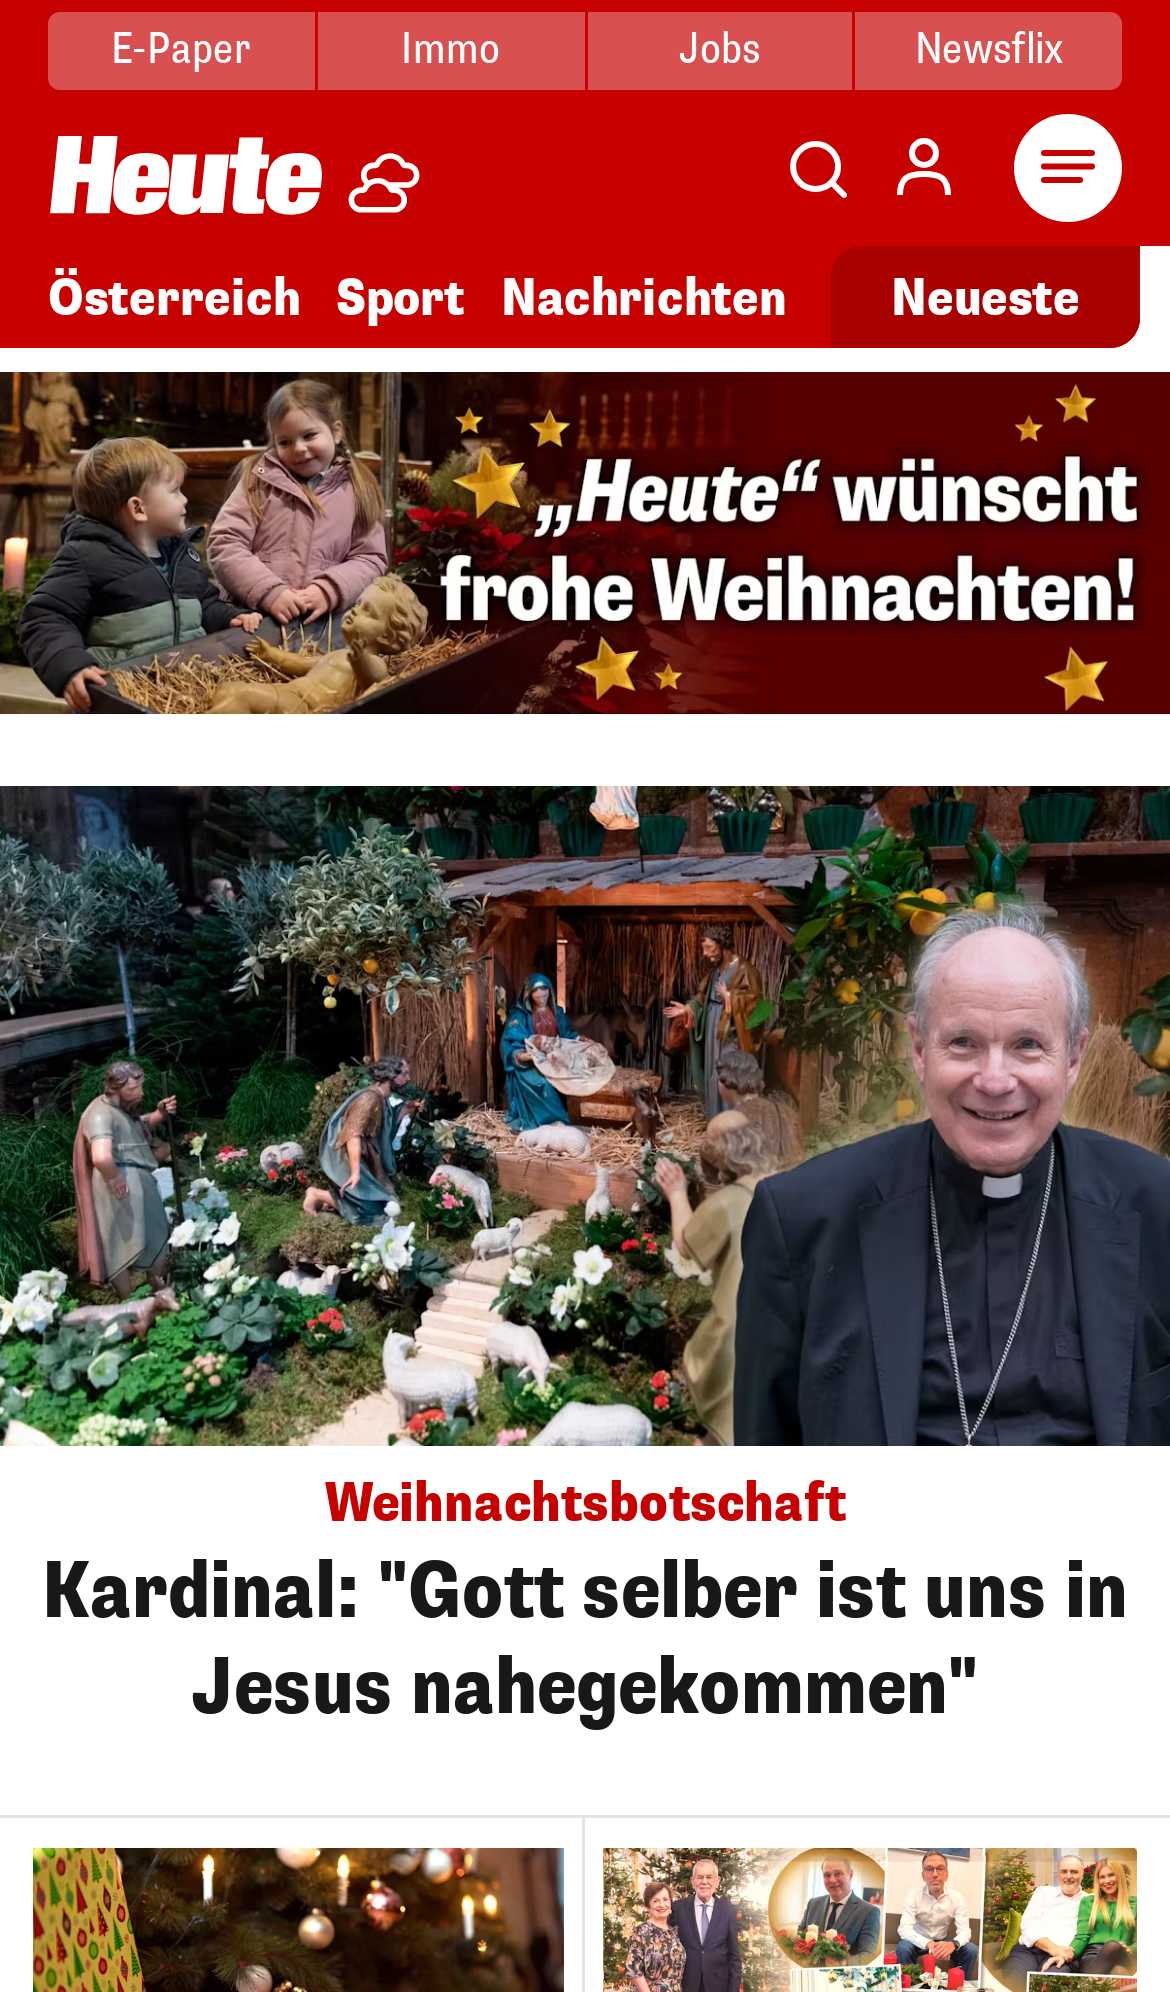 E-Paper
Immo
Jobs
Newsflix
Heute
Österreich
Sport
Nachrichten
Neueste
„Heute“ wünscht
frohe Weihnachten!
Weihnachtsbotschaft
Kardinal: "Gott selber ist uns in
Jesus nahegekommen"